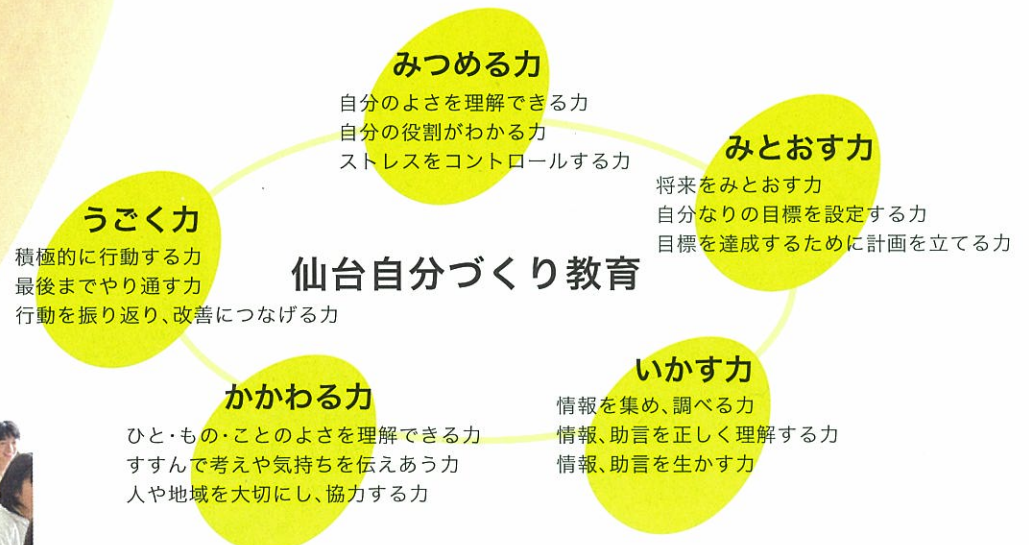 みつめる力
自分のよさを理解できる力
自分の役割がわかる力
ストレスをコントロールする力
みとおす力
将来をみとおす力
自分なりの目標を設定する力
目標を達成するために計画を立てる力
うごく力
積極的に行動する力
最後までやり通す力
行動を振り返り、改善につなげる力
仙台自分づくり教育
いかす力
情報を集め、調べる力
情報、助言を正しく理解する力
情報、助言を生かす力
かかわる力
ひと・もの・ことのよさを理解できる力
すすんで考えや気持ちを伝えあう力
人や地域を大切にし、協力する力